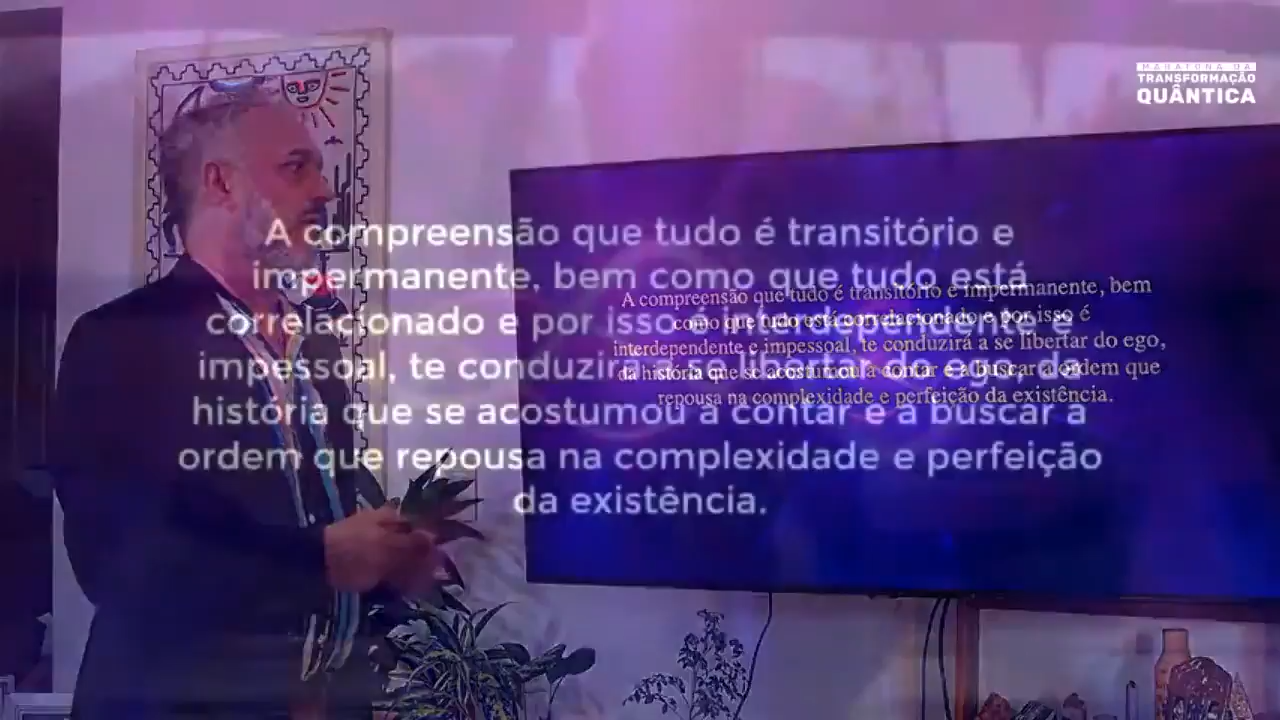 MARATONA DA
TRANSFORMAÇÃO
QUÂNTICA
A compreensão que tudo é transitório e
impermanente, bem como que tudo está
correlacionado e por isso é interdependente e
impessoal, te conduzirá a se libertar do ego, da
história que se acostumou a contar e a buscar a
ordem que repousa na complexidade e perfeição
da existência.
A compreensão que tudo é transitório e impermanente, bem
como que tudo está correlacionado e por isso é
interdependente e impessoal, te conduzirá a se libertar do ego,
da história que se acostumou a contar e a buscar a ordem que
repousa na complexidade e perfeição da existência.